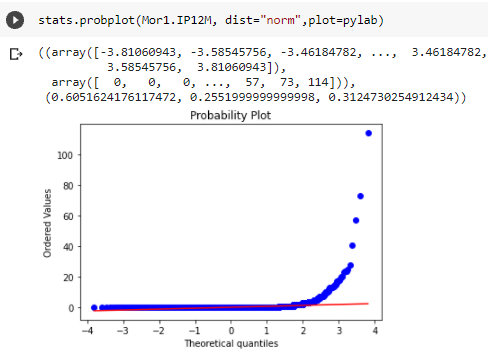 stats.probplot(Mor1.IP12M, dist="norm",plot=pylab)
((array([-3.81060943, -3.58545756, -3.46184782, ...,  3.46184782,
3.58545756,  3.81060943]),
array([  0,   0,   0, ...,  57,  73, 114])),
(0.6051624176117472, 0.2551999999999998, 0.3124730254912434))
Probability Plot
Ordered Values
100
80
60
40
20
0
−4 −3 −2 −1 0 1 2 3 4
Theoretical quantiles